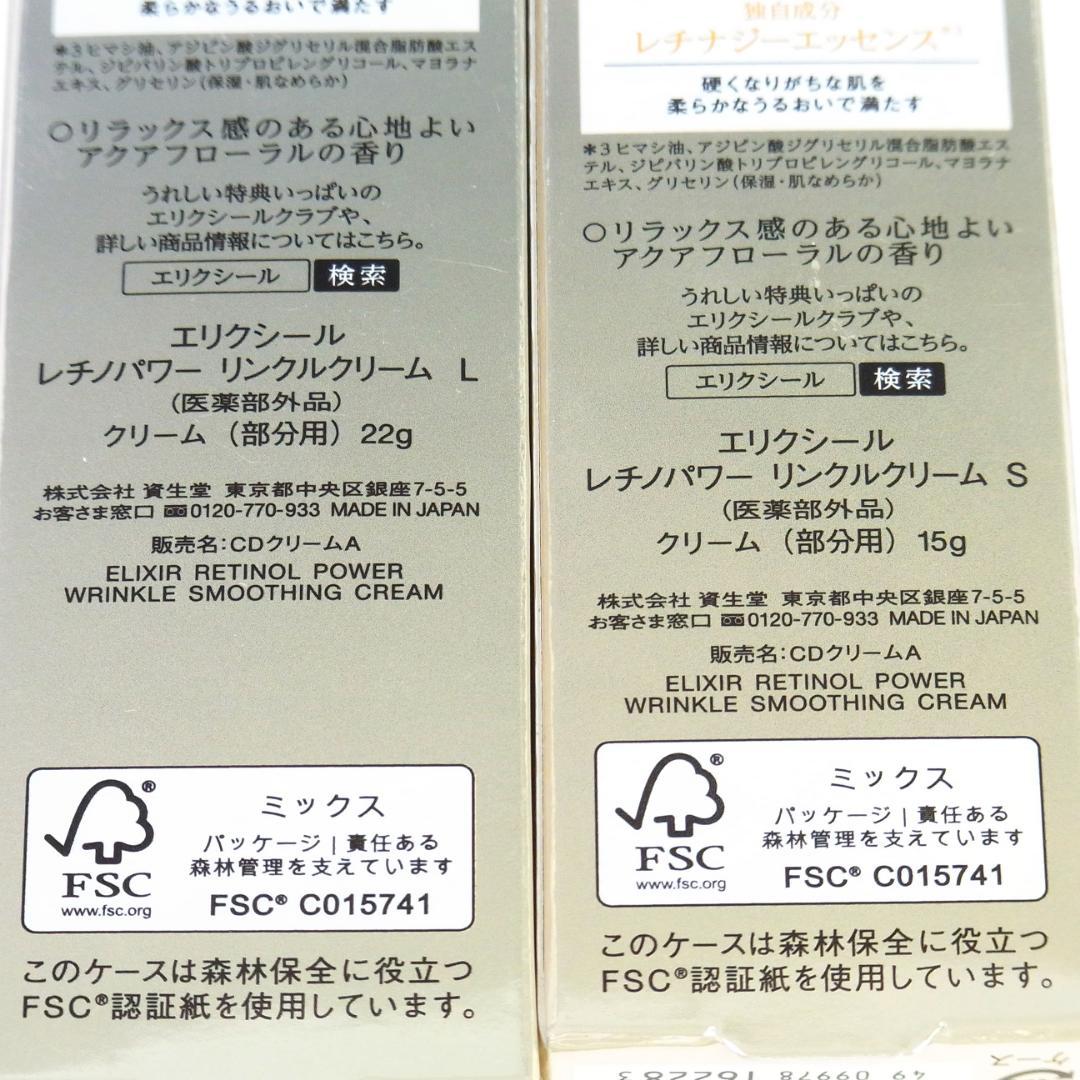 柔らかなうるおいで満たす
*3ヒマシ油、アジピン酸ジグリセリル混合脂肪酸エス
テル、ジピバリン酸トリプロピレングリコール、マヨラナ
エキス、グリセリン(保湿・肌なめらか)
○リラックス感のある心地よい
アクアフローラルの香り
うれしい特典いっぱいの
エリクシールクラブや、
詳しい商品情報についてはこちら。
エリクシール 検索
エリクシール
レチノパワー リンクルクリーム L
(医薬部外品)
クリーム (部分用) 22g
株式会社 資生堂 東京都中央区銀座7-5-5
お客さま窓口 0120-770-933 MADE IN JAPAN
販売名:CDクリームA
ELIXIR RETINOL POWER
WRINKLE SMOOTHING CREAM
FSC®
www.fsc.org
ミックス
パッケージ|責任ある
森林管理を支えています
FSC® C015741
このケースは森林保全に役立つ
FSC®認証紙を使用しています。
独自成分
レチナジーエッセンス*3
硬くなりがちな肌を
柔らかなうるおいで満たす
*3ヒマシ油、アジピン酸ジグリセリル混合脂肪酸エス
テル、ジピバリン酸トリプロピレングリコール、マヨラナ
エキス、グリセリン(保湿・肌なめらか)
○リラックス感のある心地よい
アクアフローラルの香り
うれしい特典いっぱいの
エリクシールクラブや、
詳しい商品情報についてはこちら。
エリクシール 検索
エリクシール
レチノパワー リンクルクリーム S
(医薬部外品)
クリーム (部分用) 15g
株式会社 資生堂 東京都中央区銀座7-5-5
お客さま窓口 0120-770-933 MADE IN JAPAN
販売名:CDクリームA
ELIXIR RETINOL POWER
WRINKLE SMOOTHING CREAM
FSC®
www.fsc.org
ミックス
パッケージ|責任ある
森林管理を支えています
FSC® C015741
このケースは森林保全に役立つ
FSC®認証紙を使用しています。
ケース